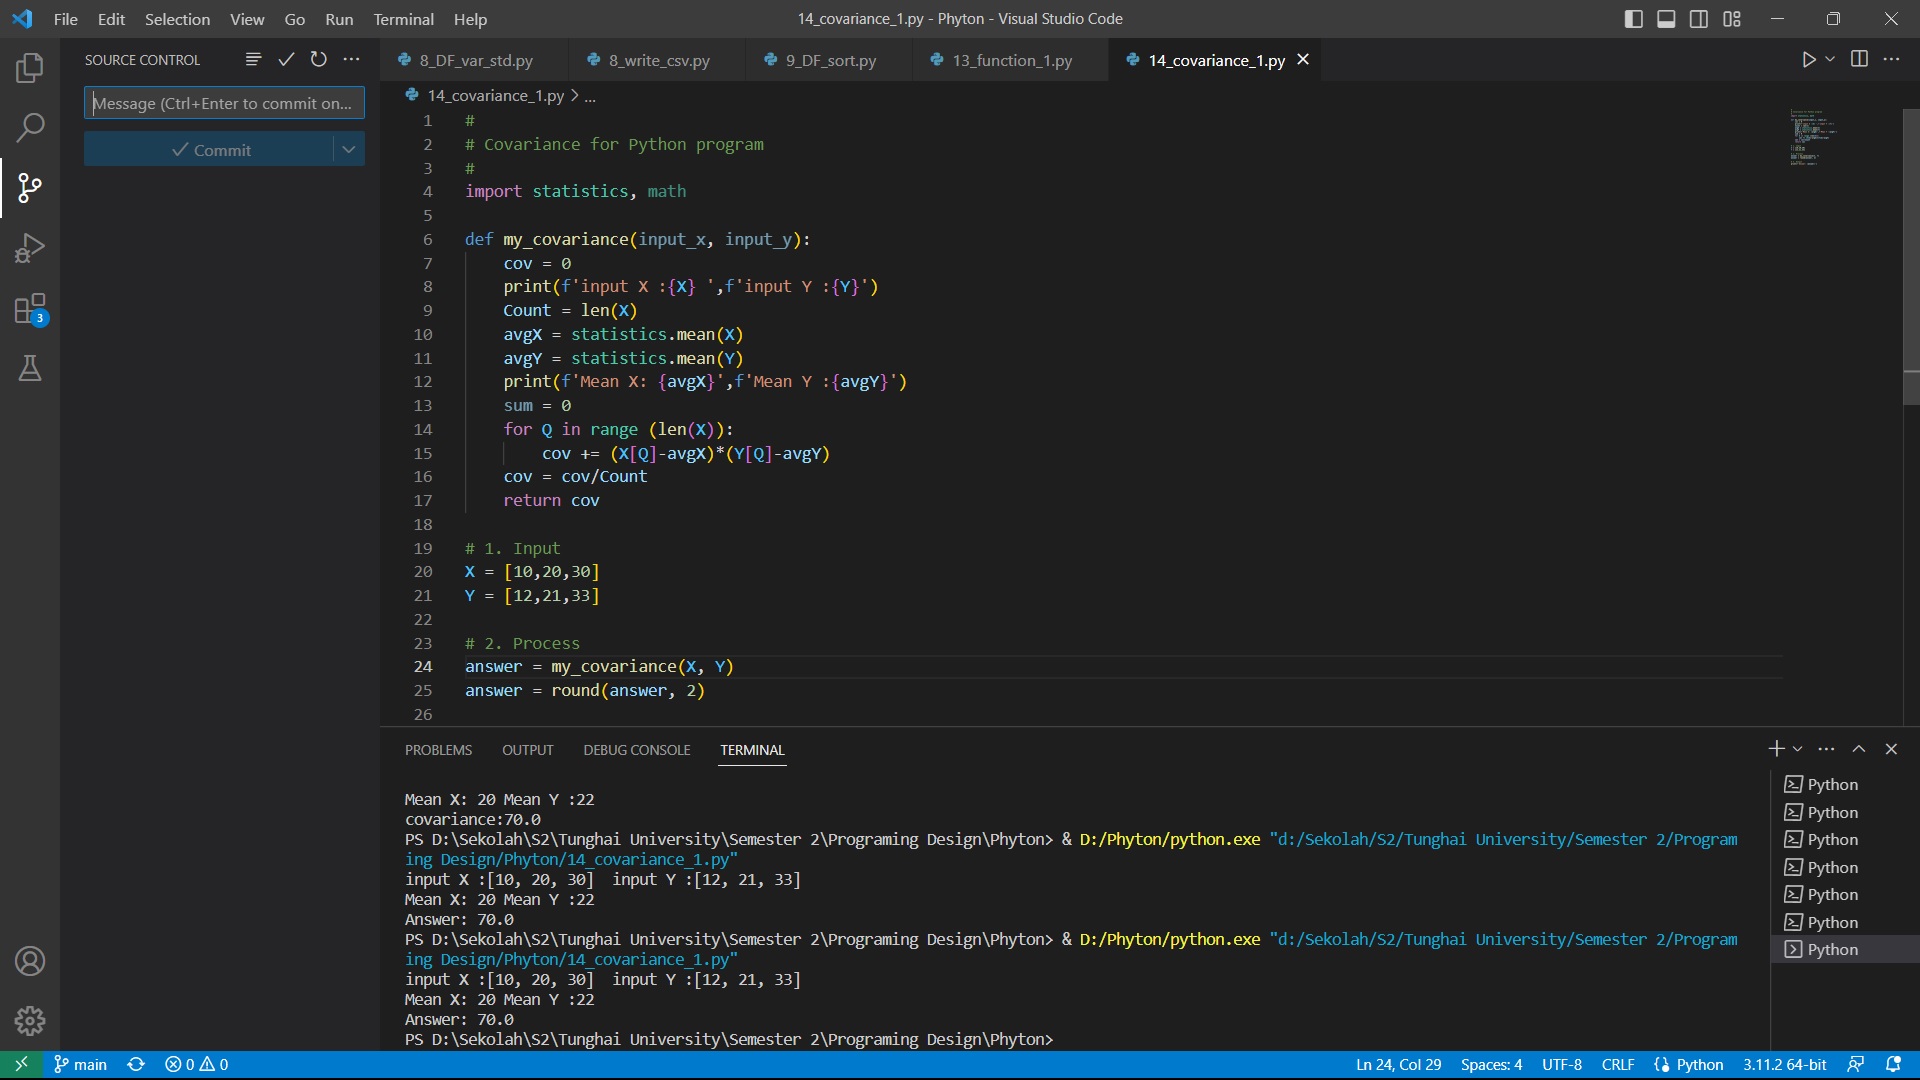 File Edit Selection View Go Run Terminal Help
14_covariance_1.py - Phyton - Visual Studio Code
SOURCE CONTROL
8_DF_var_std.py 8_write_csv.py 9_DF_sort.py 13_function_1.py 14_covariance_1.py
Message (Ctrl+Enter to commit on...
Commit
3
14_covariance_1.py > ...
1 #
2 # Covariance for Python program
3 #
4 import statistics, math
5
6 def my_covariance(input_x, input_y):
7 cov = 0
8 print(f'input X :{X} ',f'input Y :{Y}')
9 Count = len(X)
10 avgX = statistics.mean(X)
11 avgY = statistics.mean(Y)
12 print(f'Mean X: {avgX}',f'Mean Y :{avgY}')
13 sum = 0
14 for Q in range (len(X)):
15 cov += (X[Q]-avgX)*(Y[Q]-avgY)
16 cov = cov/Count
17 return cov
18
19 # 1. Input
20 X = [10,20,30]
21 Y = [12,21,33]
22
23 # 2. Process
24 answer = my_covariance(X, Y)
25 answer = round(answer, 2)
26
PROBLEMS OUTPUT DEBUG CONSOLE TERMINAL
Mean X: 20 Mean Y :22
covariance:70.0
PS D:\Sekolah\S2\Tunghai University\Semester 2\Programing Design\Phyton> & D:/Phyton/python.exe "d:/Sekolah/S2/Tunghai University/Semester 2/Program
ing Design/Phyton/14_covariance_1.py"
input X :[10, 20, 30]  input Y :[12, 21, 33]
Mean X: 20 Mean Y :22
Answer: 70.0
PS D:\Sekolah\S2\Tunghai University\Semester 2\Programing Design\Phyton> & D:/Phyton/python.exe "d:/Sekolah/S2/Tunghai University/Semester 2/Program
ing Design/Phyton/14_covariance_1.py"
input X :[10, 20, 30]  input Y :[12, 21, 33]
Mean X: 20 Mean Y :22
Answer: 70.0
PS D:\Sekolah\S2\Tunghai University\Semester 2\Programing Design\Phyton>
Python
Python
Python
Python
Python
Python
Python
main 0 0 Ln 24, Col 29 Spaces: 4 UTF-8 CRLF Python 3.11.2 64-bit